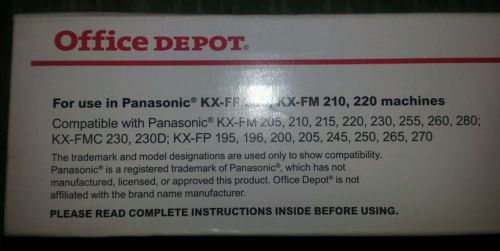 Office DEPOT®
For use in Panasonic® KX-FP KX-FM 210, 220 machines
Compatible with Panasonic® KX-FM 205, 210, 215, 220, 230, 255, 260, 280;
KX-FMC 230, 230D; KX-FP 195, 196, 200, 205, 245, 250, 265, 270
The trademark and model designations are used only to show compatibility.
Panasonic® is a registered trademark of Panasonic®, which has not
manufactured, licensed, or approved this product. Office Depot® is not
affiliated with the brand name manufacturer.
PLEASE READ COMPLETE INSTRUCTIONS INSIDE BEFORE USING.